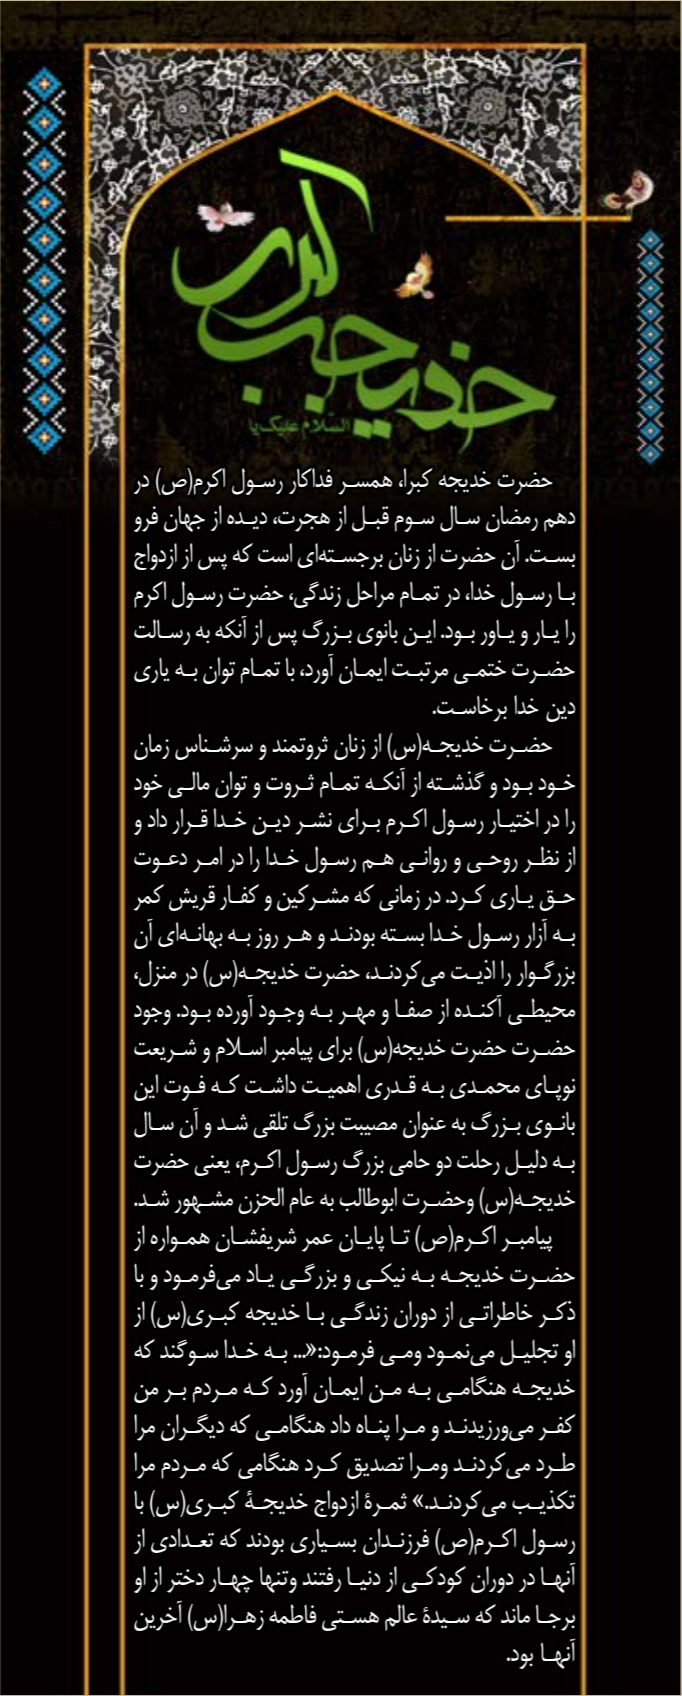 خدیجه کبری
السلام علیک یا
حضرت خدیجه کبرا، همسر فداکار رسول اکرم(ص) در
دهم رمضان سال سوم قبل از هجرت، دیده از جهان فرو
بست. آن حضرت از زنان برجسته‌ای است که پس از ازدواج
با رسول خدا، در تمام مراحل زندگی، حضرت رسول اکرم
را یار و یاور بود. این بانوی بزرگ پس از آنکه به رسالت
حضرت ختمی مرتبت ایمان آورد، با تمام توان به یاری
دین خدا برخاست.
حضرت خدیجه(س) از زنان ثروتمند و سرشناس زمان
خود بود و گذشته از آنکه تمام ثروت و توان مالی خود
را در اختیار رسول اکرم برای نشر دین خدا قرار داد و
از نظر روحی و روانی هم رسول خدا را در امر دعوت
حق یاری کرد. در زمانی که مشرکین و کفار قریش کمر
به آزار رسول خدا بسته بودند و هر روز به بهانه‌ای آن
بزرگوار را اذیت می‌کردند، حضرت خدیجه(س) در منزل،
محیطی آکنده از صفا و مهر به وجود آورده بود. وجود
حضرت حضرت خدیجه(س) برای پیامبر اسلام و شریعت
نوپای محمدی به قدری اهمیت داشت که فوت این
بانوی بزرگ به عنوان مصیبت بزرگ تلقی شد و آن سال
به دلیل رحلت دو حامی بزرگ رسول اکرم، یعنی حضرت
خدیجه(س) وحضرت ابوطالب به عام الحزن مشهور شد.
پیامبر اکرم(ص) تا پایان عمر شریفشان همواره از
حضرت خدیجه به نیکی و بزرگی یاد می‌فرمود و با
ذکر خاطراتی از دوران زندگی با خدیجه کبری(س) از
او تجلیل می‌نمود ومی فرمود:«... به خدا سوگند که
خدیجه هنگامی به من ایمان آورد که مردم بر من
کفر می‌ورزیدند و مرا پناه داد هنگامی که دیگران مرا
طرد می‌کردند ومرا تصدیق کرد هنگامی که مردم مرا
تکذیب می‌کردند.» ثمرهٔ ازدواج خدیجهٔ کبری(س) با
رسول اکرم(ص) فرزندان بسیاری بودند که تعدادی از
آنها در دوران کودکی از دنیا رفتند وتنها چهار دختر از او
برجا ماند که سیدهٔ عالم هستی فاطمه زهرا(س) آخرین
آنها بود.